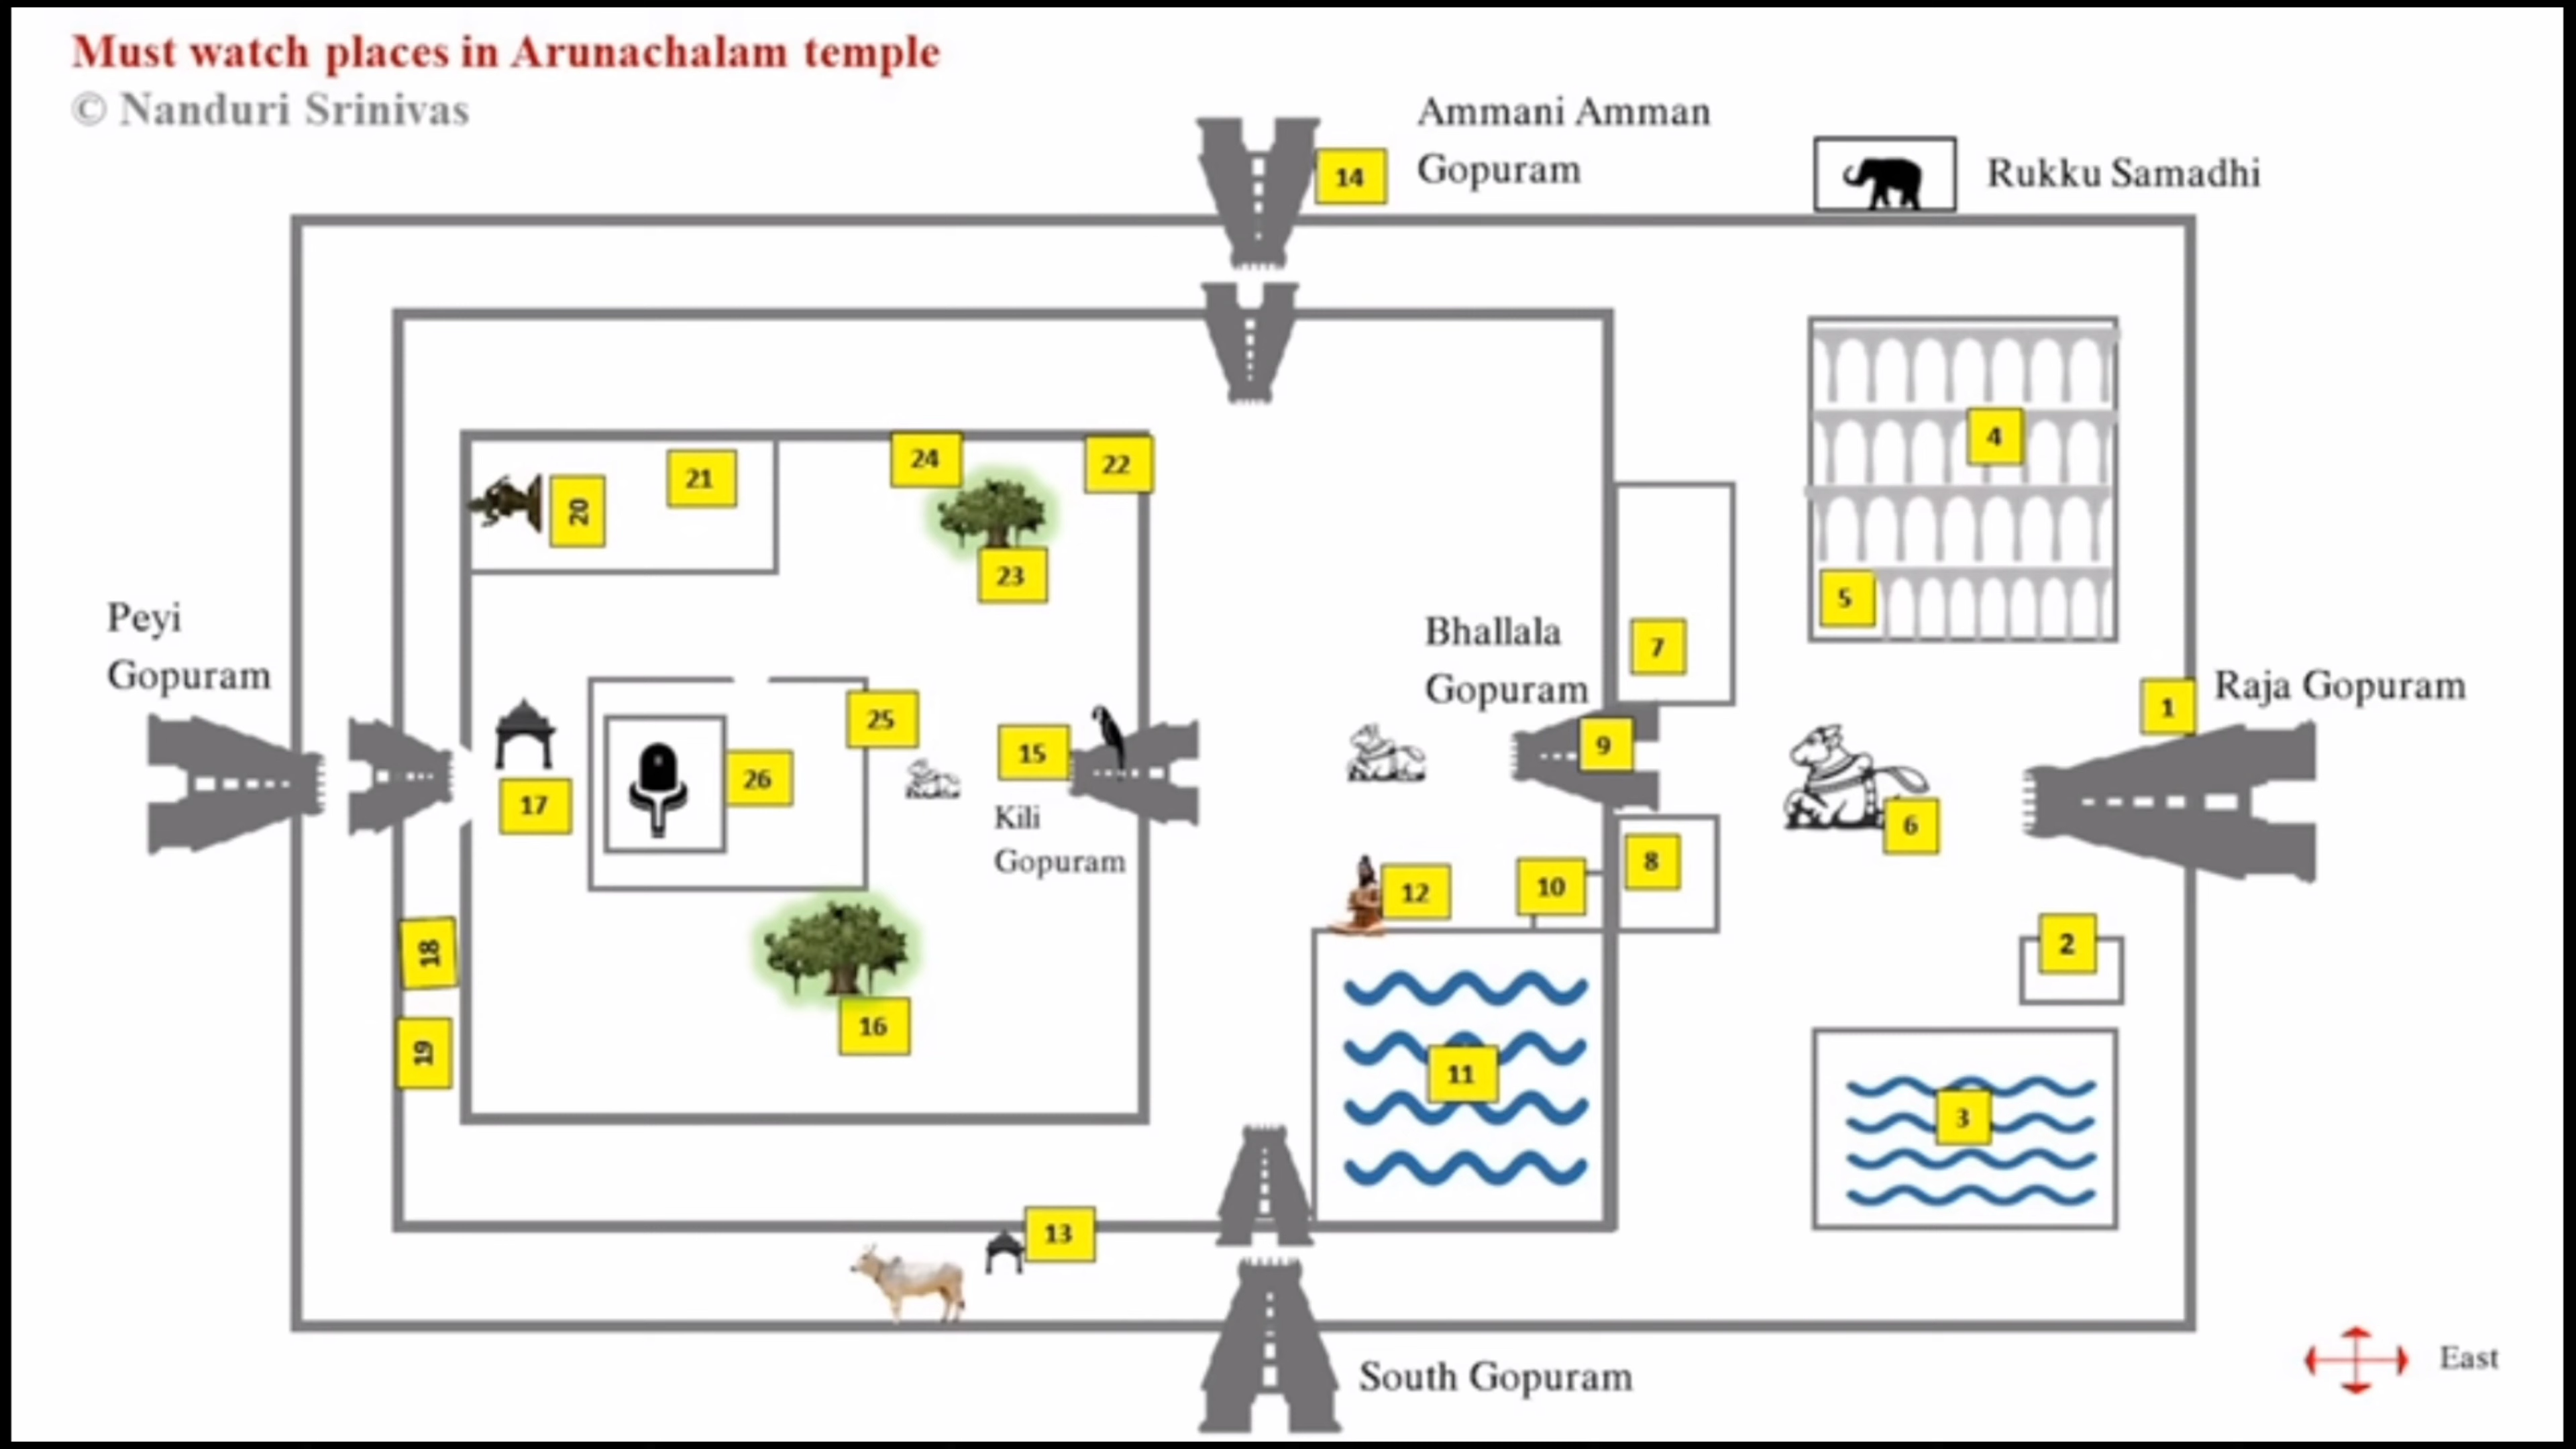 Must watch places in Arunachalam temple
© Nanduri Srinivas
Ammani Amman
Gopuram
14
Rukku Samadhi
4
24
22
21
20
23
5
Peyi
Gopuram
Bhallala
Gopuram
7
Raja Gopuram
1
25
15
9
26
17
Kili
Gopuram
6
8
12
10
18
2
16
19
11
3
13
East
South Gopuram